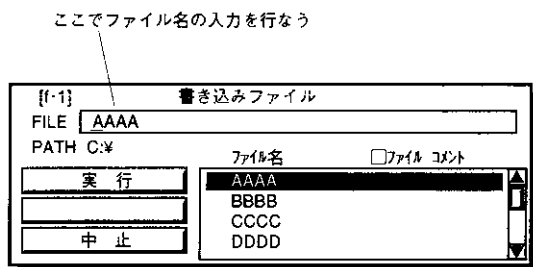 ここでファイル名の入力を行なう
[f･1] 書き込みファイル
FILE AAAA
PATH C:¥
ﾌｧｲﾙ名 □ﾌｧｲﾙ ｺﾒﾝﾄ
実 行
AAAA
BBBB
CCCC
中 止
DDDD